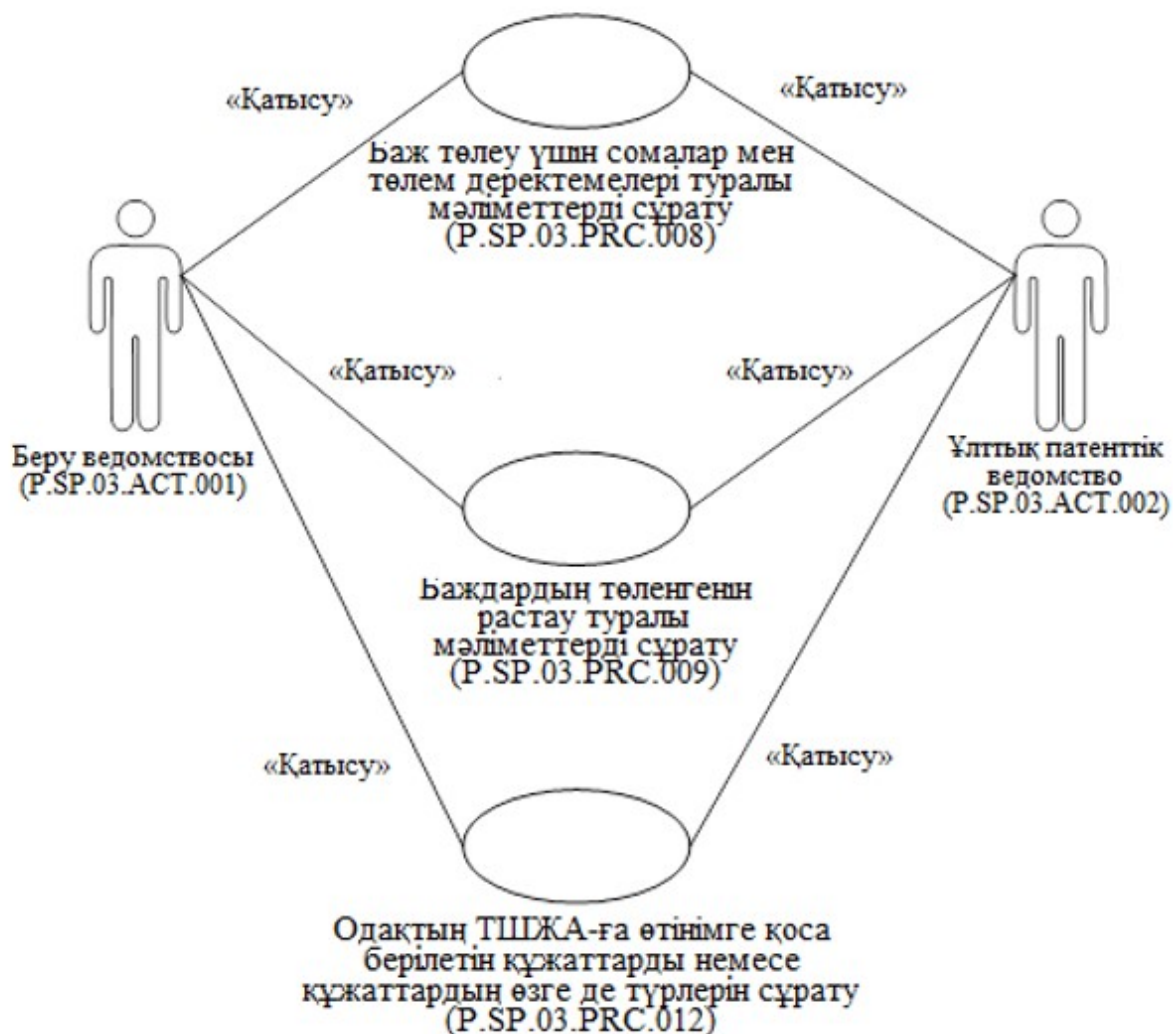 «Қатысу»
«Қатысу»
Баж төлеу үшін сомалар мен
төлем деректемелері туралы
мәліметтерді сұрату
(P.SP.03.PRC.008)
«Қатысу»
«Қатысу»
Беру ведомствосы
(P.SP.03.ACT.001)
Ұлттық патенттік
ведомство
(P.SP.03.ACT.002)
Баждардың төленгенін
растау туралы
мәліметтерді сұрату
(P.SP.03.PRC.009)
«Қатысу»
«Қатысу»
Одақтың ТШЖА-ға өтінімге қоса
берілетін құжаттарды немесе
құжаттардың өзге де түрлерін сұрату
(P.SP.03.PRC.012)